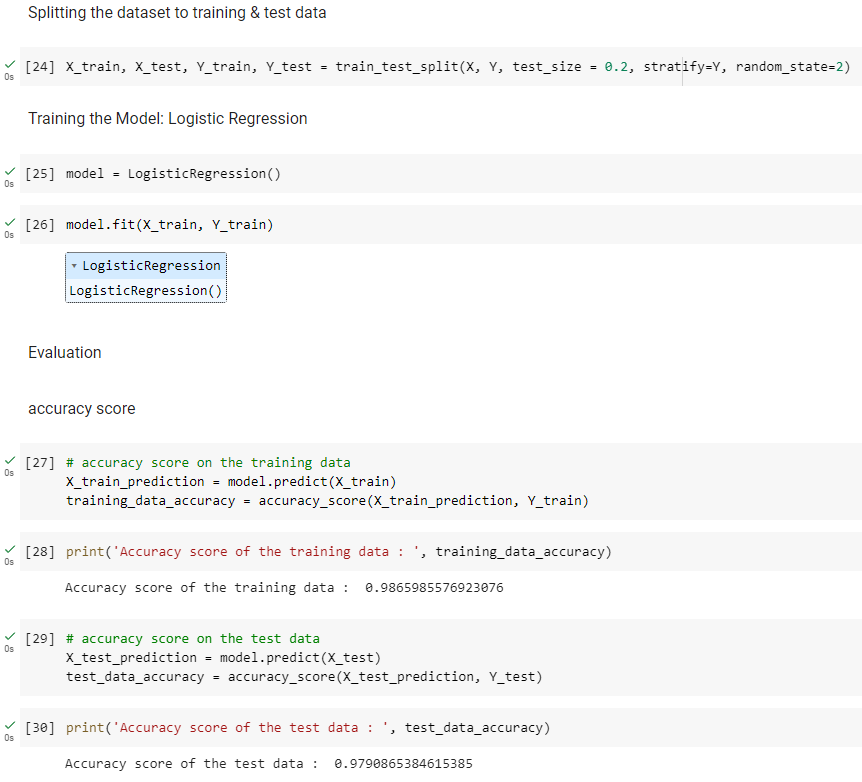 Splitting the dataset to training & test data
[24] X_train, X_test, Y_train, Y_test = train_test_split(X, Y, test_size = 0.2, stratify=Y, random_state=2)
0s
Training the Model: Logistic Regression
[25] model = LogisticRegression()
0s
[26] model.fit(X_train, Y_train)
0s
▾ LogisticRegression
LogisticRegression()
Evaluation
accuracy score
[27] # accuracy score on the training data
0s
X_train_prediction = model.predict(X_train)
training_data_accuracy = accuracy_score(X_train_prediction, Y_train)
[28] print('Accuracy score of the training data : ', training_data_accuracy)
0s
Accuracy score of the training data :  0.9865985576923076
[29] # accuracy score on the test data
0s
X_test_prediction = model.predict(X_test)
test_data_accuracy = accuracy_score(X_test_prediction, Y_test)
[30] print('Accuracy score of the test data : ', test_data_accuracy)
0s
Accuracy score of the test data :  0.9790865384615385